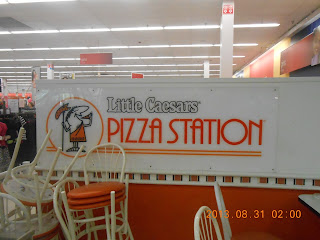 Little Caesars®
PIZZA STATION
2013.08.31 02:00